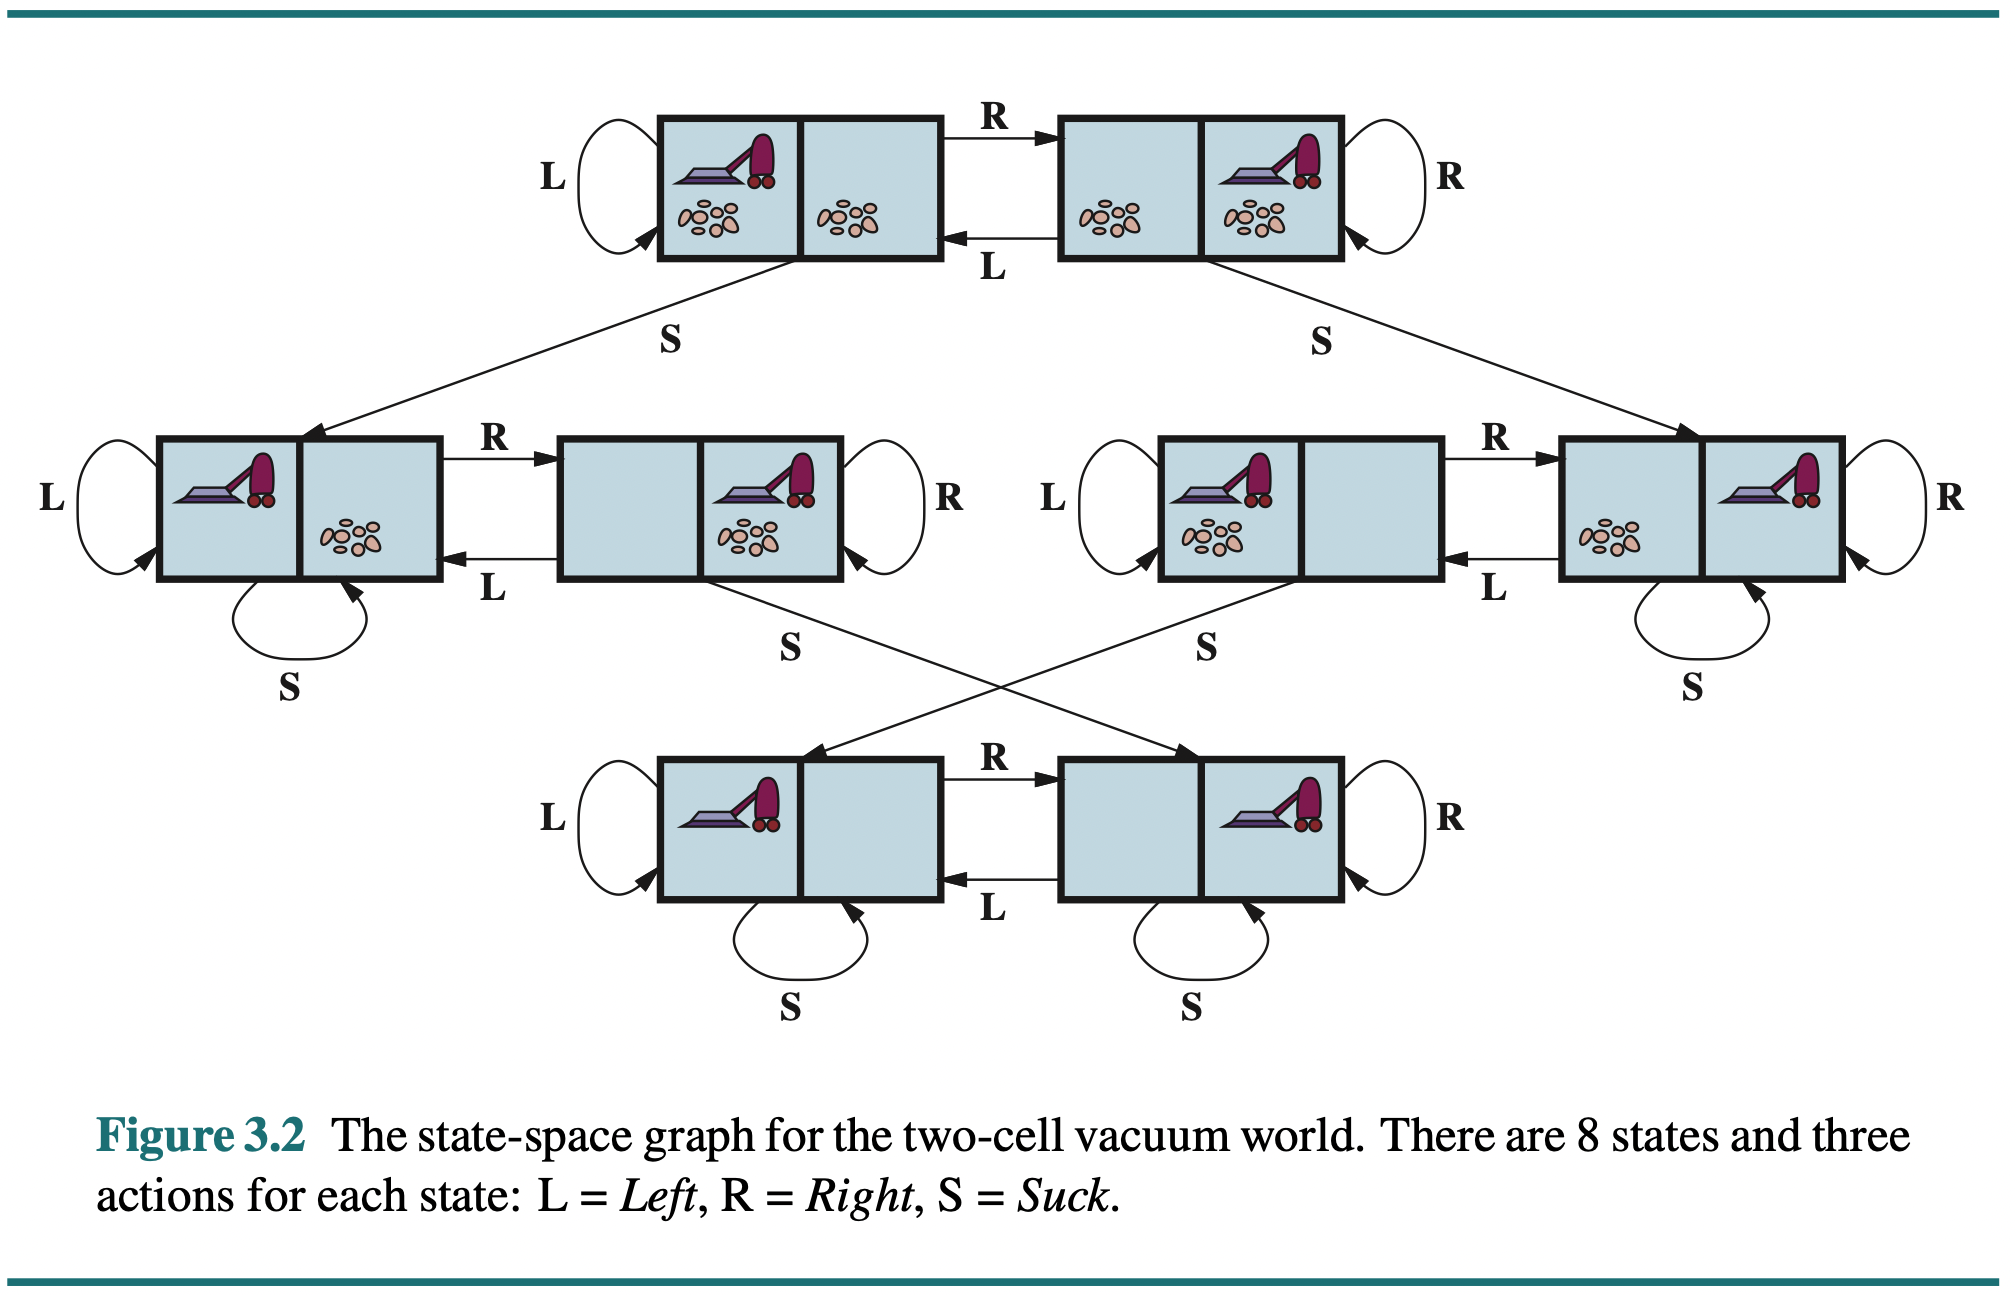 R
L
R
L
S
S
R
R
L
R
L
R
L
L
S
S
S
S
R
L
R
L
S
S
Figure 3.2 The state-space graph for the two-cell vacuum world. There are 8 states and three
actions for each state: L = Left, R = Right, S = Suck.